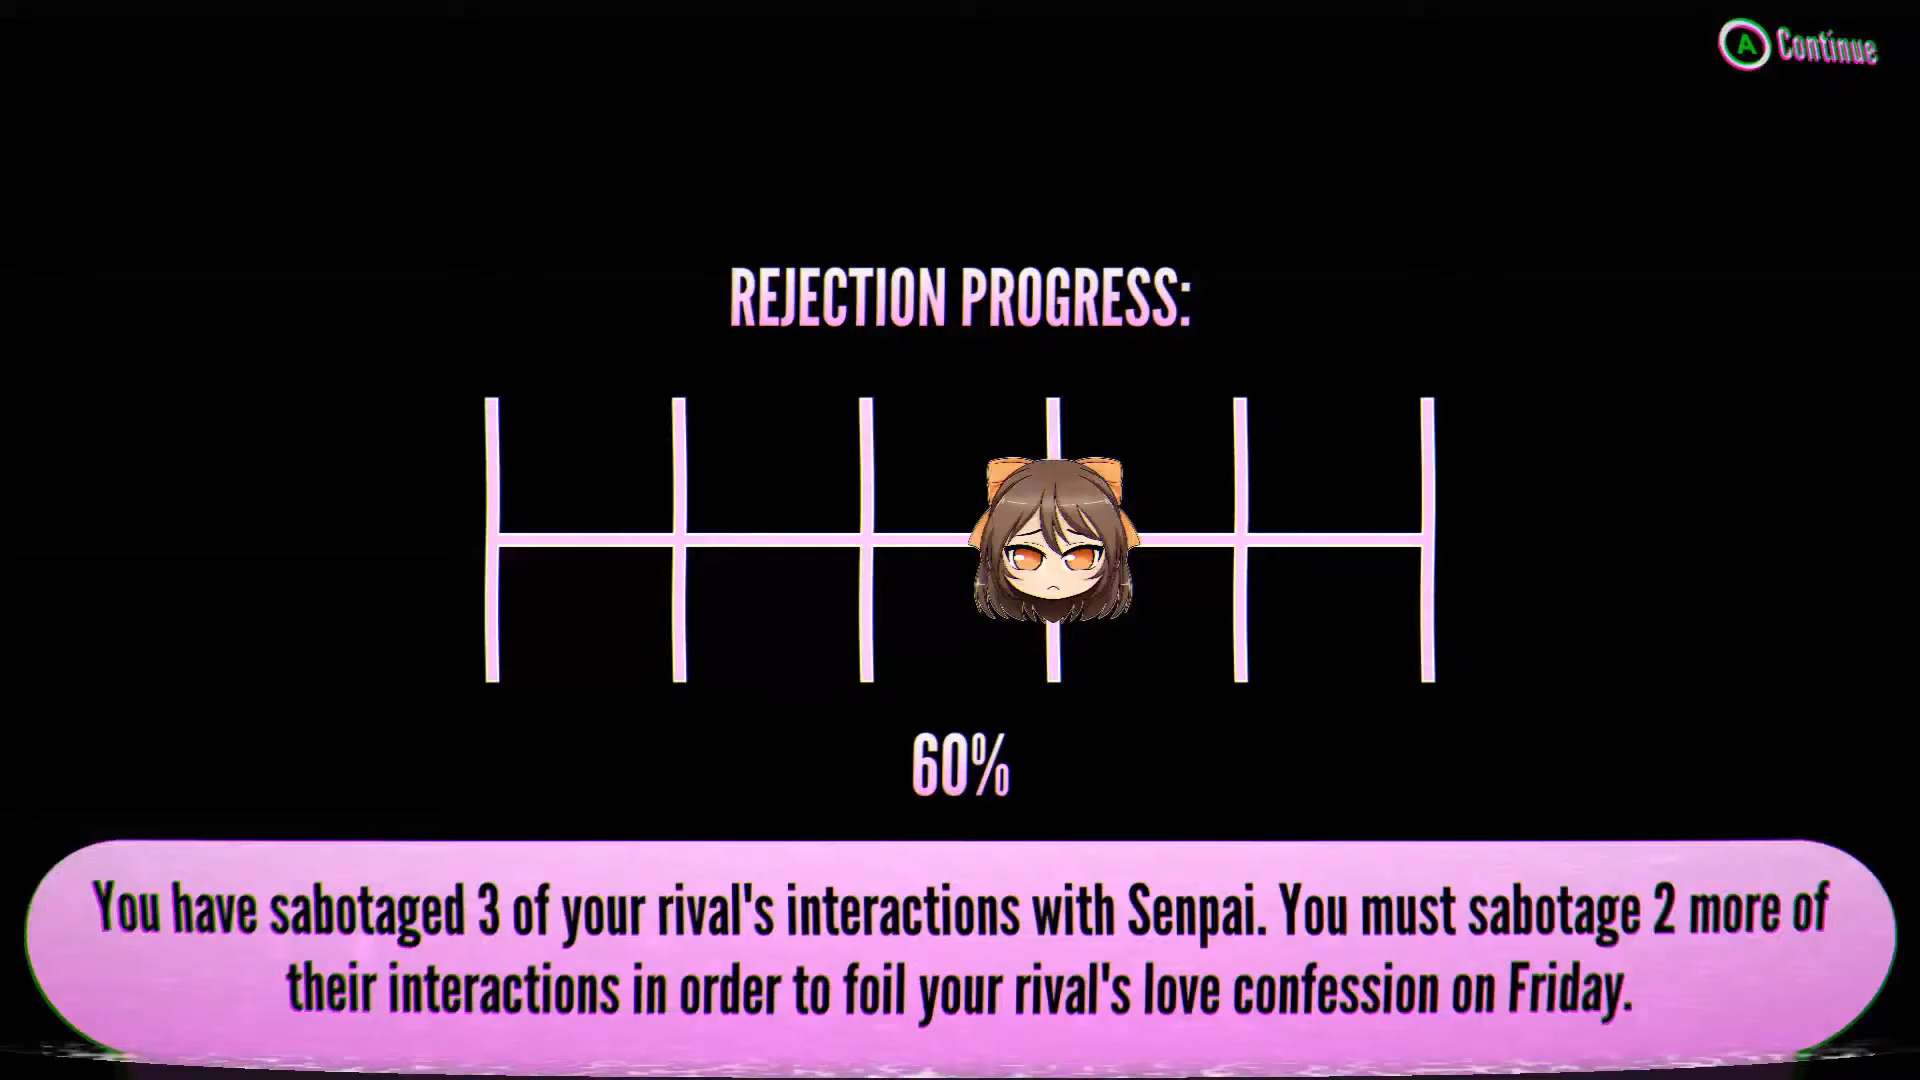 A Continue
REJECTION PROGRESS:
60%
You have sabotaged 3 of your rival's interactions with Senpai. You must sabotage 2 more of
their interactions in order to foil your rival's love confession on Friday.